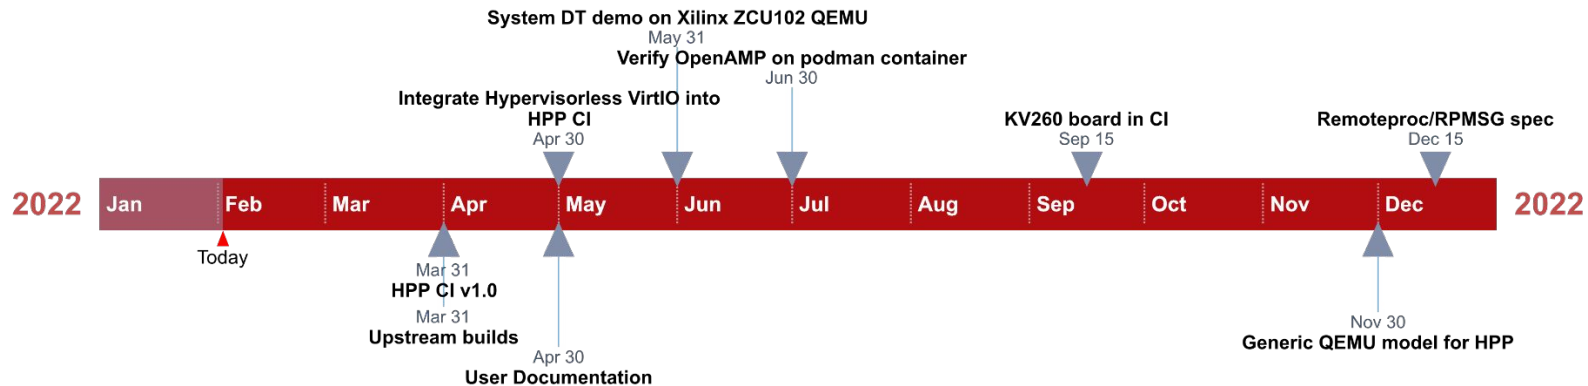 System DT demo on Xilinx ZCU102 QEMU
May 31
Verify OpenAMP on podman container
Jun 30
Integrate Hypervisorless VirtIO into
HPP CI
Apr 30
KV260 board in CI
Sep 15
Remoteproc/RPMSG spec
Dec 15
2022
Jan
Feb
Mar
Apr
May
Jun
Jul
Aug
Sep
Oct
Nov
Dec
2022
Today
Mar 31
HPP CI v1.0
Mar 31
Upstream builds
Apr 30
User Documentation
Nov 30
Generic QEMU model for HPP